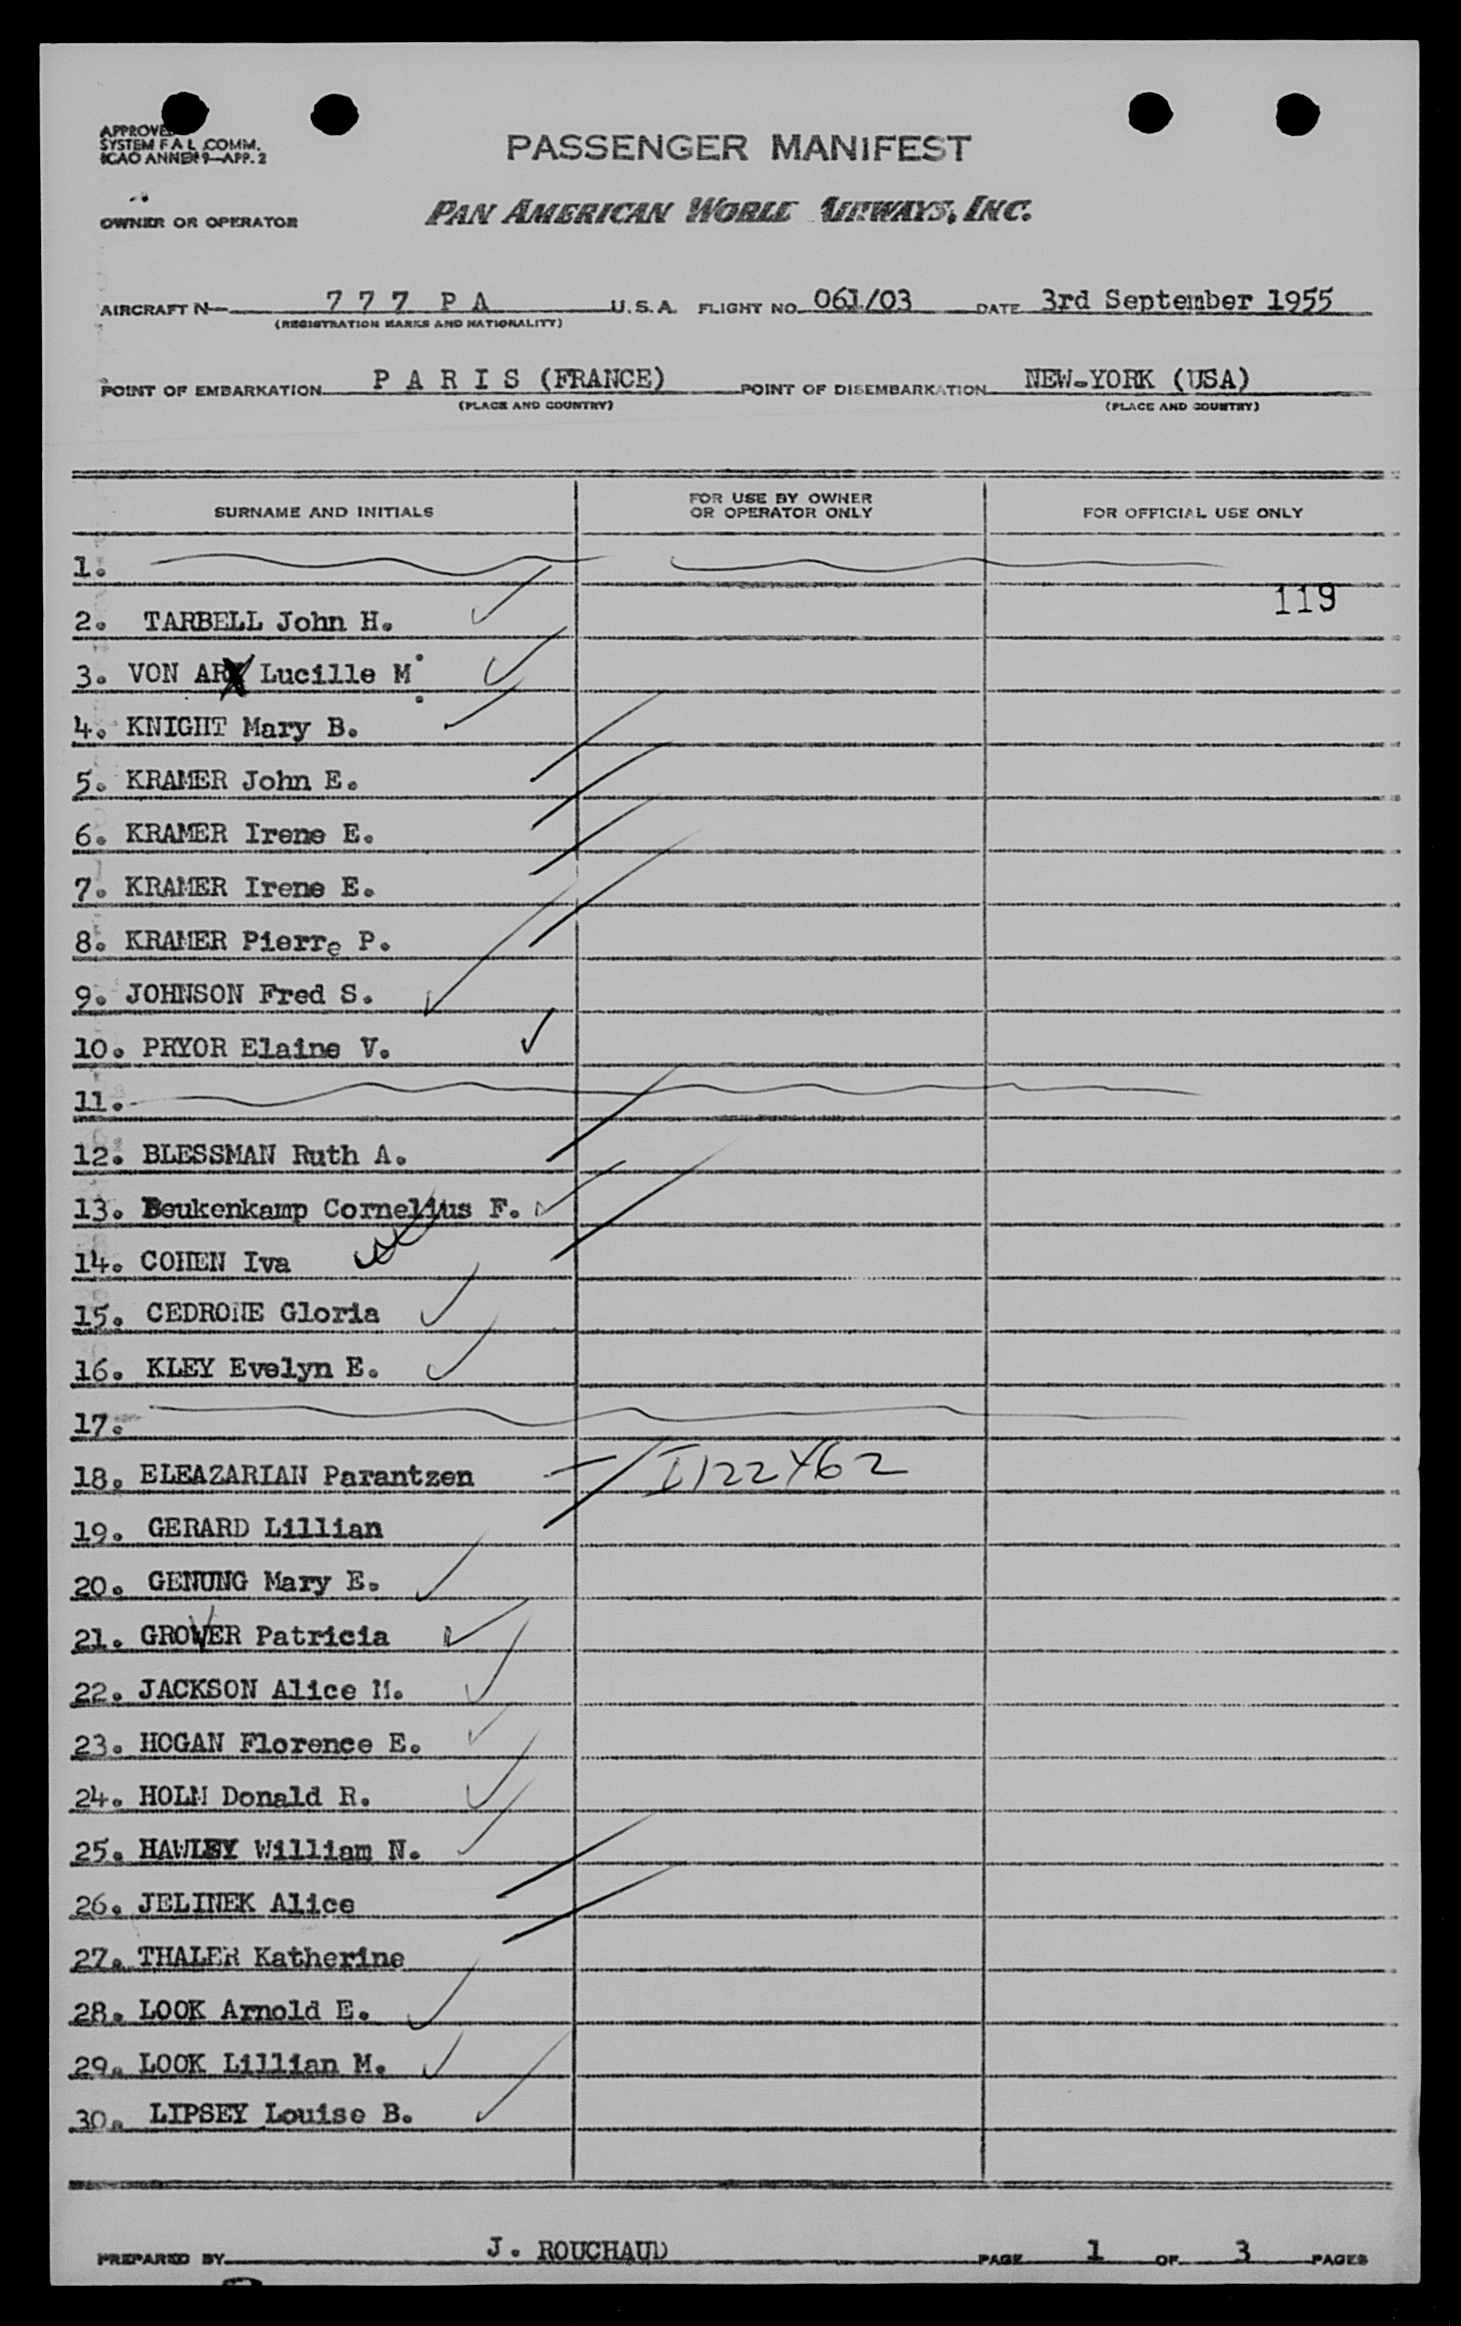 APPROVED
SYSTEM F A L COMM.
ICAO ANNEX 9—APP. 2
PASSENGER MANIFEST
OWNER OR OPERATOR PAN AMERICAN WORLD AIRWAYS, INC.
AIRCRAFT N 777 PA U.S.A. FLIGHT NO. 061/03 DATE 3rd September 1955
(REGISTRATION MARKS AND NATIONALITY)
POINT OF EMBARKATION P A R I S (FRANCE) POINT OF DISEMBARKATION NEW-YORK (USA)
(PLACE AND COUNTRY) (PLACE AND COUNTRY)
SURNAME AND INITIALS FOR USE BY OWNER OR OPERATOR ONLY FOR OFFICIAL USE ONLY
1.
119
2. TARBELL John H.
3. VON ARX Lucille M.
4. KNIGHT Mary B.
5. KRAMER John E.
6. KRAMER Irene E.
7. KRAMER Irene E.
8. KRAMER Pierre P.
9. JOHNSON Fred S.
10. PRYOR Elaine V.
11.
12. BLESSMAN Ruth A.
13. Beukenkamp Cornelius F.
14. COHEN Iva
15. CEDRONE Gloria
16. KLEY Evelyn E.
17.
18. ELEAZARIAN Parantzen I122462
19. GERARD Lillian
20. GENUNG Mary E.
21. GROVER Patricia
22. JACKSON Alice M.
23. HOGAN Florence E.
24. HOLM Donald R.
25. HAWLEY William N.
26. JELINEK Alice
27. THALER Katherine
28. LOOK Arnold E.
29. LOOK Lillian M.
30. LIPSEY Louise B.
PREPARED BY J. ROUCHAUD PAGE 1 OF 3 PAGES